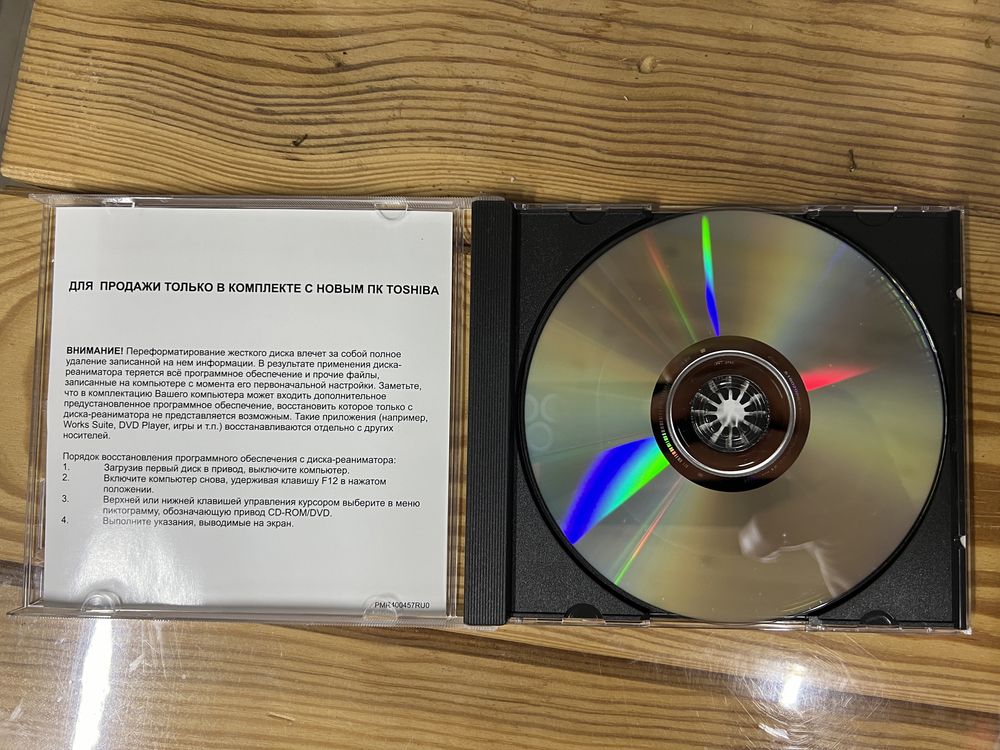 ДЛЯ ПРОДАЖИ ТОЛЬКО В КОМПЛЕКТЕ С НОВЫМ ПК TOSHIBA
ВНИМАНИЕ! Переформатирование жесткого диска влечет за собой полное
удаление записанной на нем информации. В результате применения диска-
реаниматора теряется всё программное обеспечение и прочие файлы,
записанные на компьютере с момента его первоначальной настройки. Заметьте,
что в комплектацию Вашего компьютера может входить дополнительное
предустановленное программное обеспечение, восстановить которое только с
диска-реаниматора не представляется возможным. Такие приложения (например,
Works Suite, DVD Player, игры и т.п.) восстанавливаются отдельно с других
носителей.
Порядок восстановления программного обеспечения с диска-реаниматора:
1. Загрузив первый диск в привод, выключите компьютер.
2. Включите компьютер снова, удерживая клавишу F12 в нажатом
положении.
3. Верхней или нижней клавишей управления курсором выберите в меню
пиктограмму, обозначающую привод CD-ROM/DVD.
4. Выполните указания, выводимые на экран.
PMR400457RU0